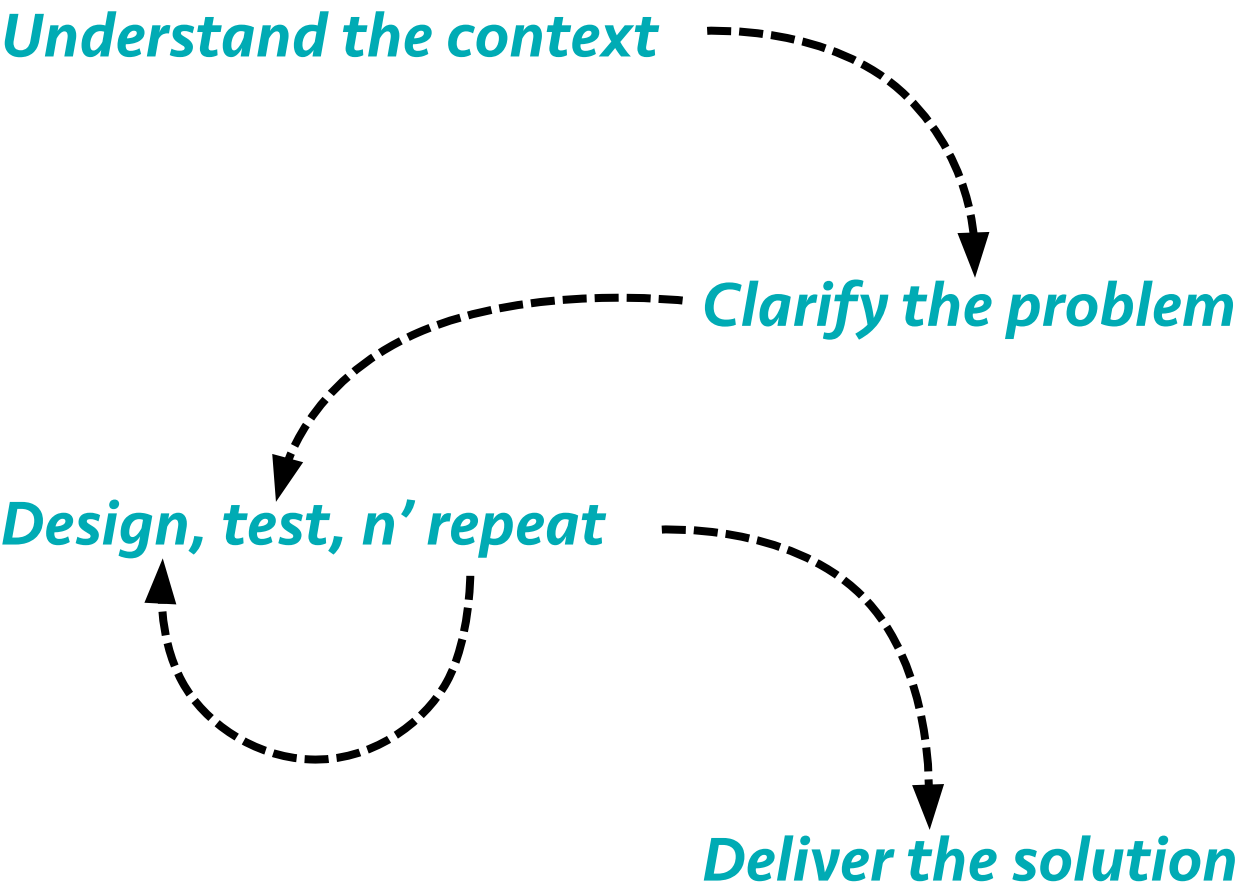 Understand the context
Clarify the problem
Design, test, n’ repeat
Deliver the solution